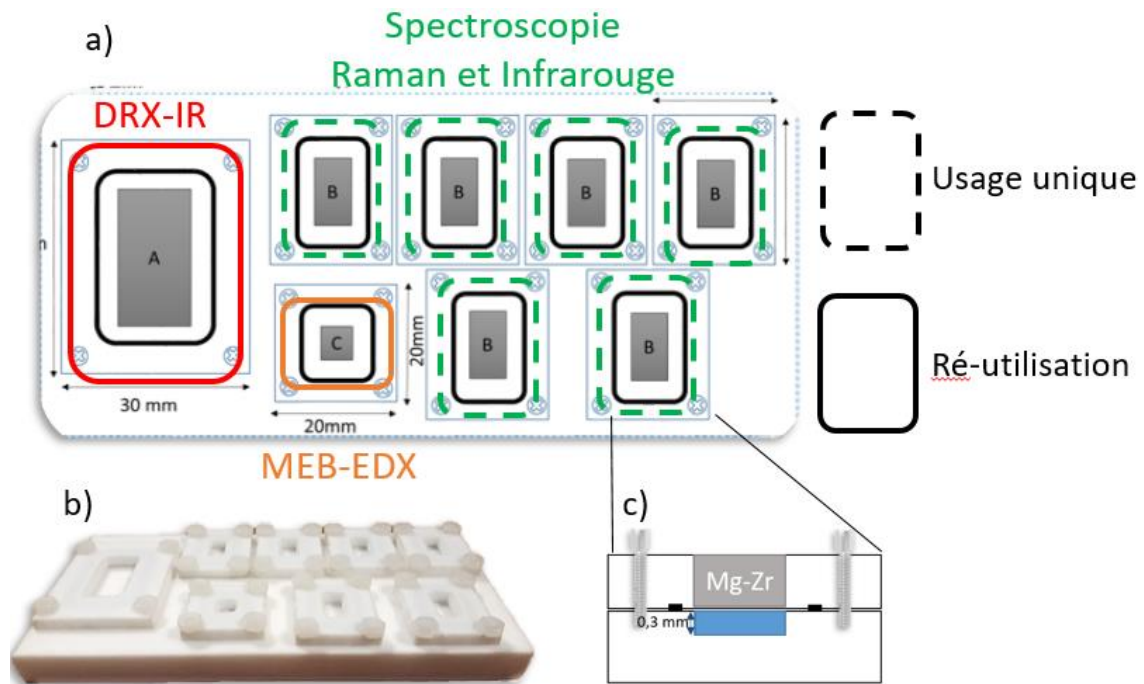 a)
Spectroscopie
Raman et Infrarouge
DRX-IR
A
B
B
B
B
C
B
B
30 mm
20mm
20mm
MEB-EDX
Usage unique
Ré-utilisation
b)
c)
Mg-Zr
0,3 mm